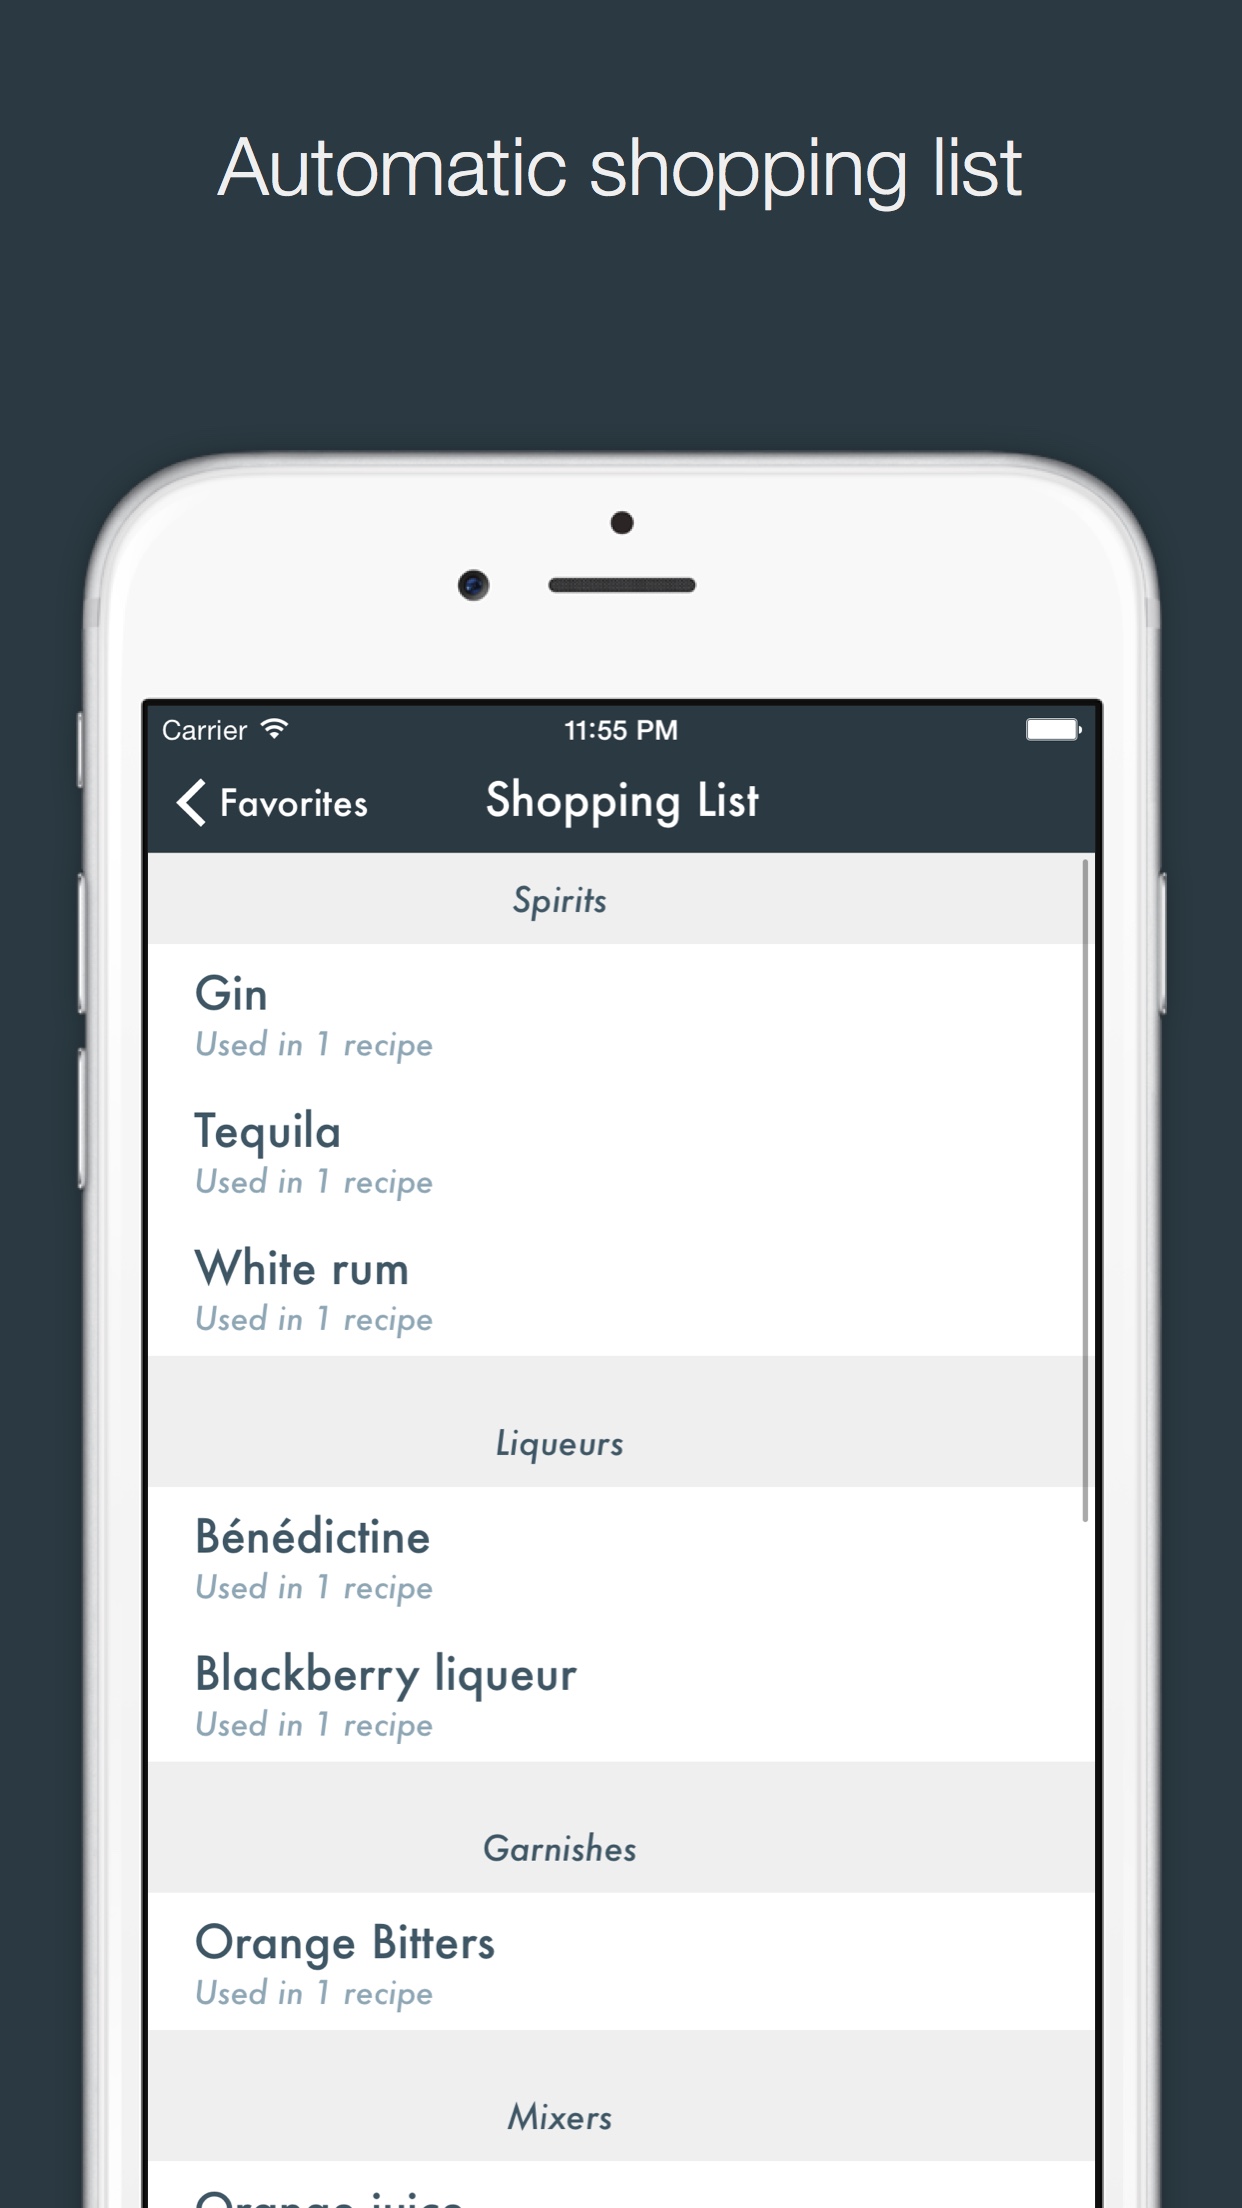 Automatic shopping list
Carrier 11:55 PM
Favorites Shopping List
Spirits
Gin
Used in 1 recipe
Tequila
Used in 1 recipe
White rum
Used in 1 recipe
Liqueurs
Bénédictine
Used in 1 recipe
Blackberry liqueur
Used in 1 recipe
Garnishes
Orange Bitters
Used in 1 recipe
Mixers
Orange juice